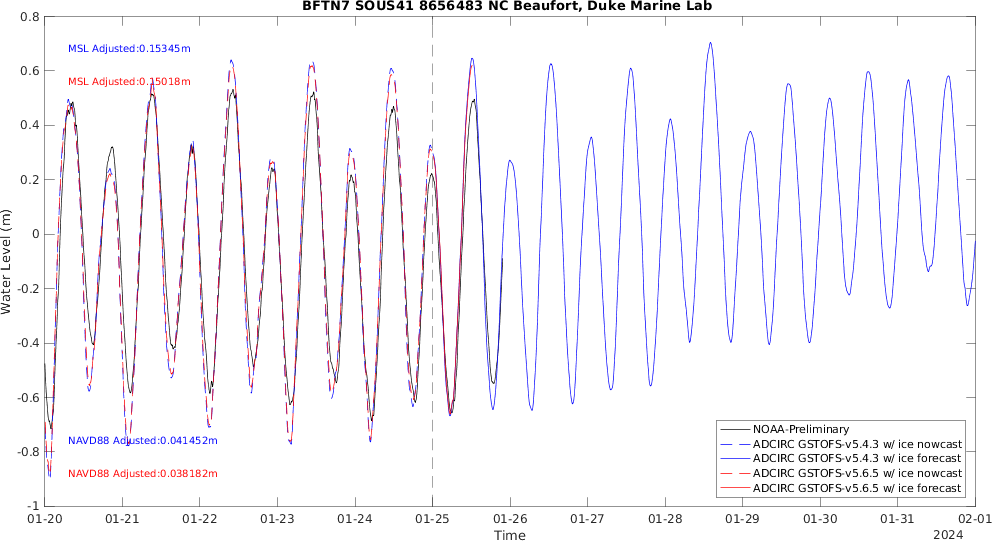 BFTN7 SOUS41 8656483 NC Beaufort, Duke Marine Lab
0.8
0.6
0.4
0.2
0
-0.2
-0.4
-0.6
-0.8
-1
Water Level (m)
MSL Adjusted:0.15345m
MSL Adjusted:0.15018m
NAVD88 Adjusted:0.041452m
NAVD88 Adjusted:0.038182m
NOAA-Preliminary
ADCIRC GSTOFS-v5.4.3 w/ ice nowcast
ADCIRC GSTOFS-v5.4.3 w/ ice forecast
ADCIRC GSTOFS-v5.6.5 w/ ice nowcast
ADCIRC GSTOFS-v5.6.5 w/ ice forecast
01-20 01-21 01-22 01-23 01-24 01-25 01-26 01-27 01-28 01-29 01-30 01-31 02-01
Time
2024